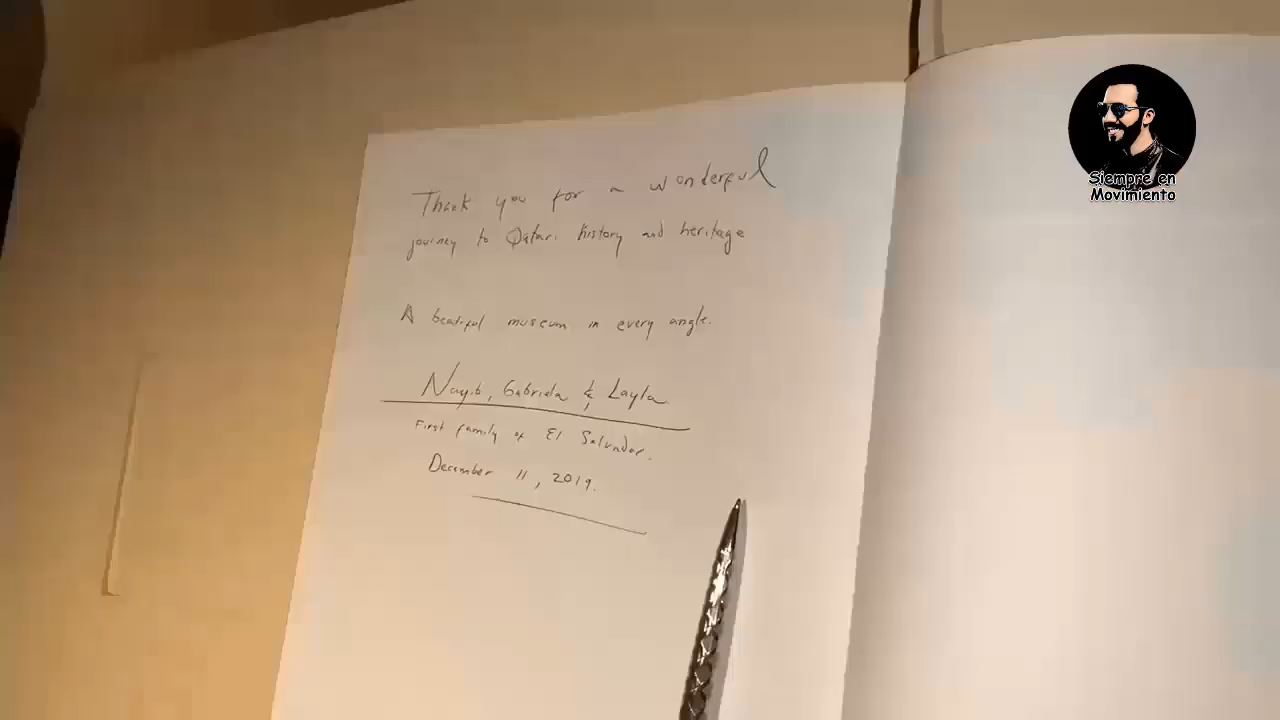 Thank you for a wonderful
journey to Qatari history and heritage
A beatiful museum in every angle.
Nayib, Gabriela & Layla.
First family of El Salvador.
December 11, 2019.
Siempre en
Movimiento